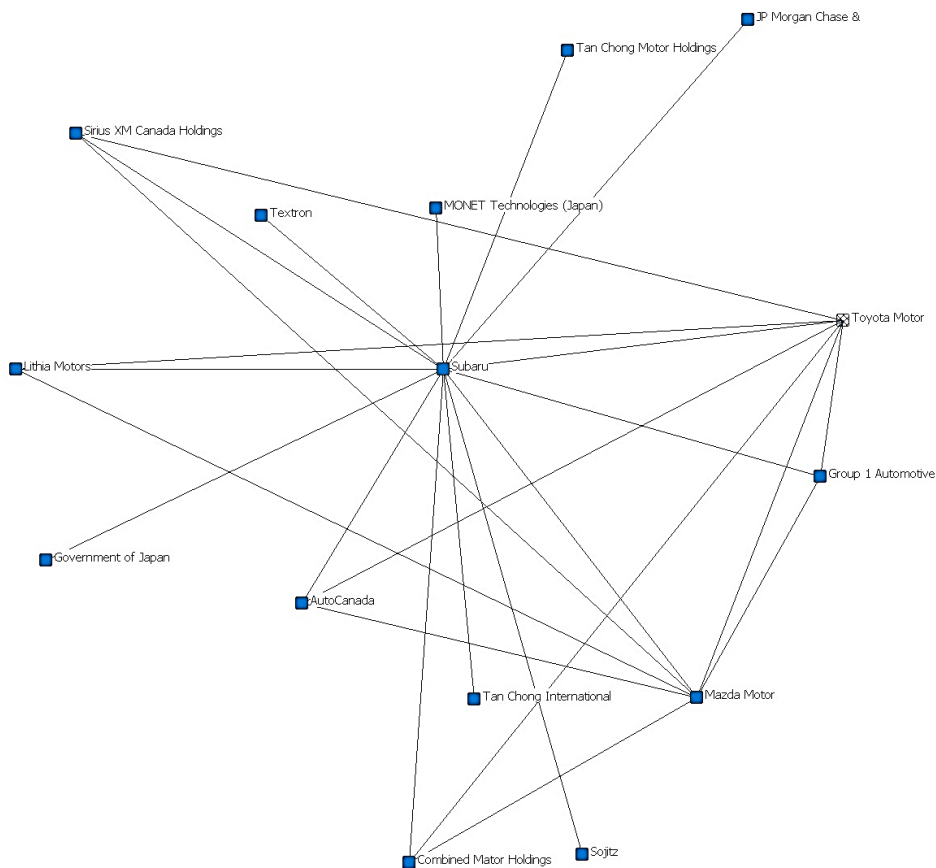 JP Morgan Chase &
Tan Chong Motor Holdings
Sirius XM Canada Holdings
MONET Technologies (Japan)
Textron
Toyota Motor
Lithia Motors
Subaru
Group 1 Automotive
Government of Japan
AutoCanada
Tan Chong International
Mazda Motor
Sojitz
Combined Mator Holdings